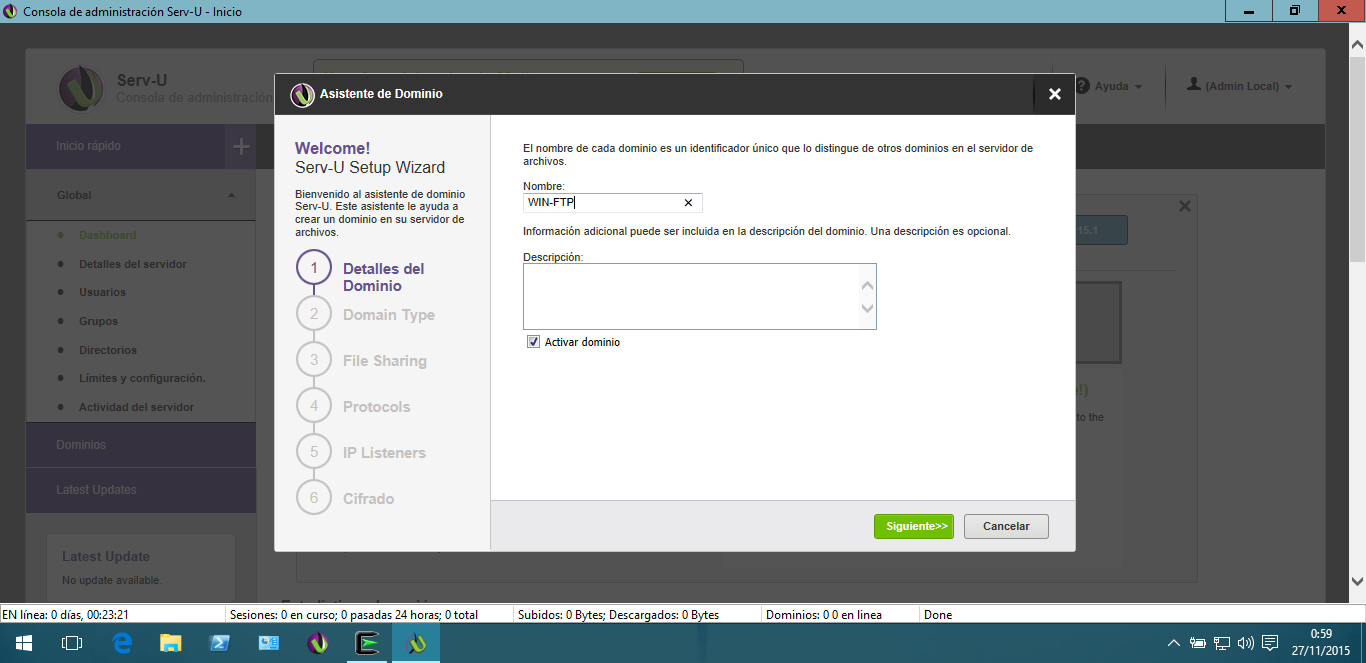 Consola de administración Serv-U - Inicio
Serv-U
Consola de administración
Ayuda
(Admin Local)
Inicio rápido
Global
Dashboard
Detalles del servidor
Usuarios
Grupos
Directorios
Límites y configuración.
Actividad del servidor
Dominios
Latest Updates
Latest Update
No update available.
15.1
!)
to the
Asistente de Dominio
Welcome!
Serv-U Setup Wizard
Bienvenido al asistente de dominio
Serv-U. Este asistente le ayuda a
crear un dominio en su servidor de
archivos.
1 Detalles del
Dominio
2 Domain Type
3 File Sharing
4 Protocols
5 IP Listeners
6 Cifrado
El nombre de cada dominio es un identificador único que lo distingue de otros dominios en el servidor de
archivos.
Nombre:
WIN-FTP
Información adicional puede ser incluida en la descripción del dominio. Una descripción es opcional.
Descripción:
Activar dominio
Siguiente>>
Cancelar
EN línea: 0 días, 00:23:21
Sesiones: 0 en curso; 0 pasadas 24 horas; 0 total
Subidos: 0 Bytes; Descargados: 0 Bytes
Dominios: 0 0 en linea
Done
0:59
27/11/2015